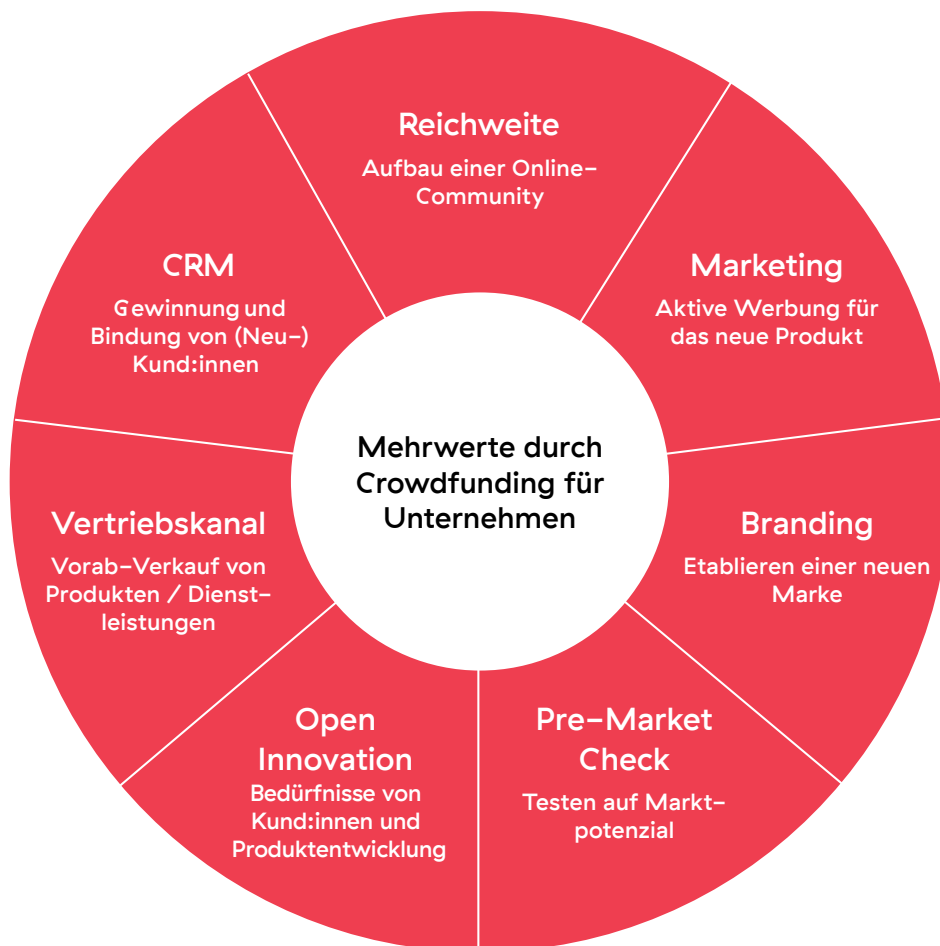 Reichweite
Aufbau einer Online-
Community
Marketing
Aktive Werbung für
das neue Produkt
Branding
Etablieren einer neuen
Marke
Pre-Market
Check
Testen auf Markt-
potenzial
Open
Innovation
Bedürfnisse von
Kund:innen und
Produktentwicklung
Vertriebskanal
Vorab-Verkauf von
Produkten / Dienst-
leistungen
CRM
Gewinnung und
Bindung von (Neu-)
Kund:innen
Mehrwerte durch
Crowdfunding für
Unternehmen